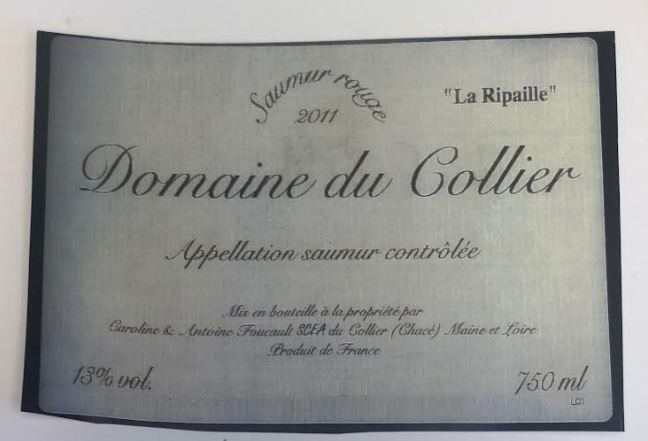 Saumur rouge
2011
"La Ripaille"
Domaine du Collier
Appellation saumur contrôlée
Mis en bouteille à la propriété par
Caroline & Antoine Foucault SCEA du Collier (Chacé) Maine et Loire
Produit de France
13% vol.
750 ml
L01